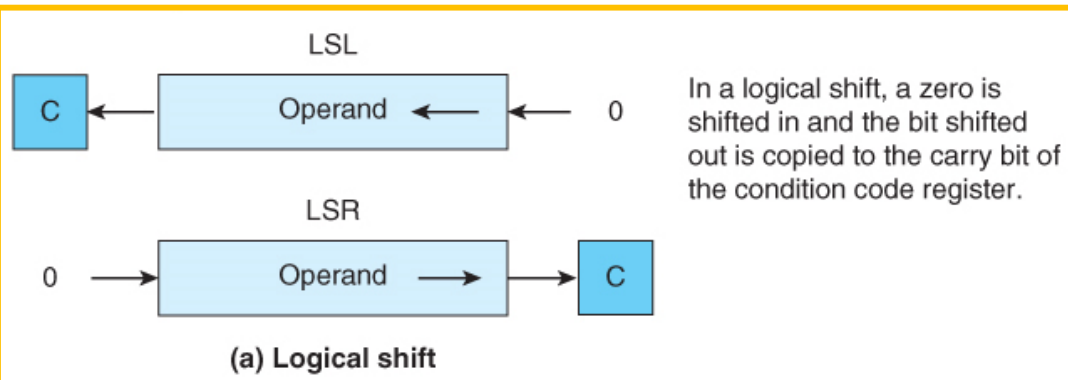 LSL
C
Operand
0
In a logical shift, a zero is
shifted in and the bit shifted
out is copied to the carry bit of
the condition code register.
LSR
0
Operand
C
(a) Logical shift